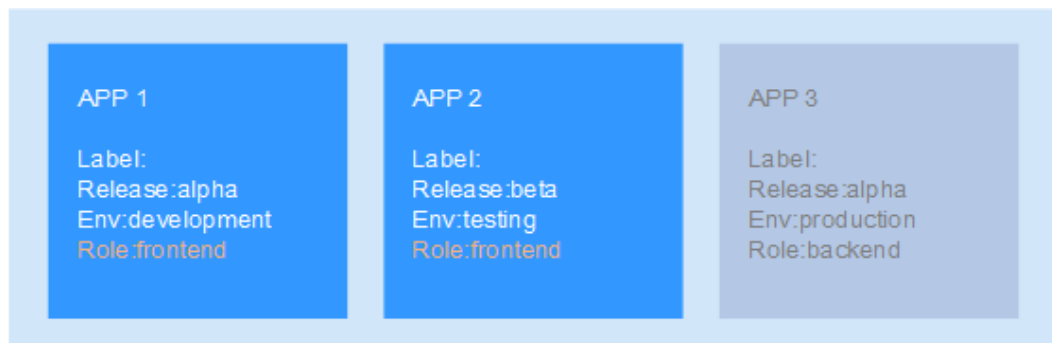 APP 1
Label:
Release:alpha
Env:development
Role:frontend
APP 2
Label:
Release:beta
Env:testing
Role:frontend
APP 3
Label:
Release:alpha
Env:production
Role:backend